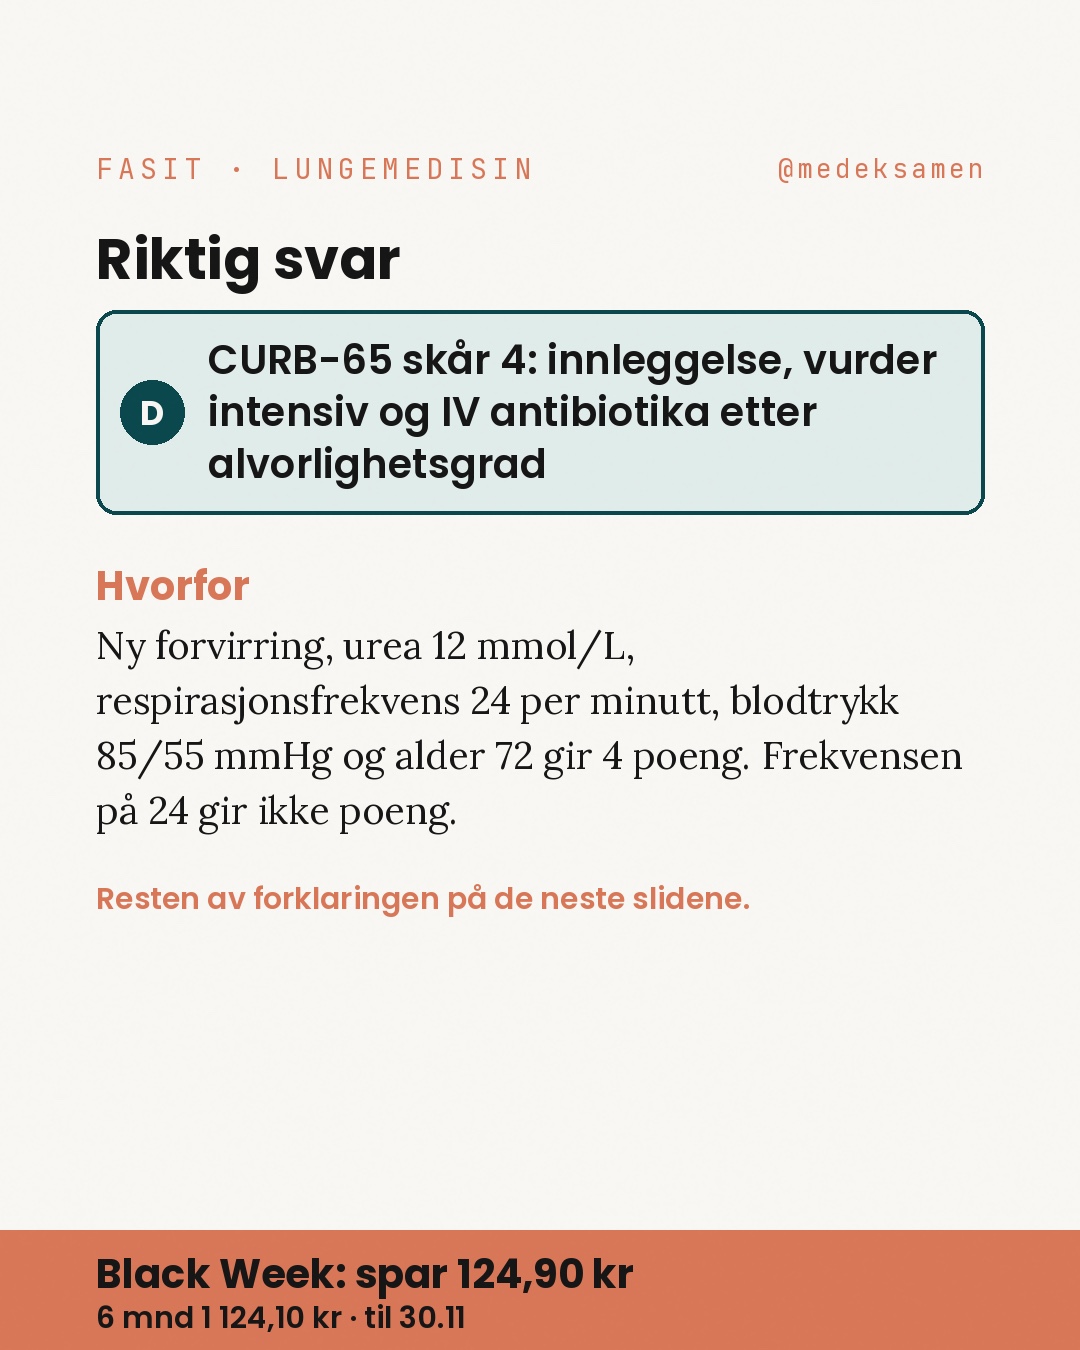 FASIT · LUNGEMEDISIN
@medeksamen
Riktig svar
D
CURB-65 skår 4: innleggelse, vurder
intensiv og IV antibiotika etter
alvorlighetsgrad
Hvorfor
Ny forvirring, urea 12 mmol/L,
respirasjonsfrekvens 24 per minutt, blodtrykk
85/55 mmHg og alder 72 gir 4 poeng. Frekvensen
på 24 gir ikke poeng.
Resten av forklaringen på de neste slidene.
Black Week: spar 124,90 kr
6 mnd 1 124,10 kr · til 30.11